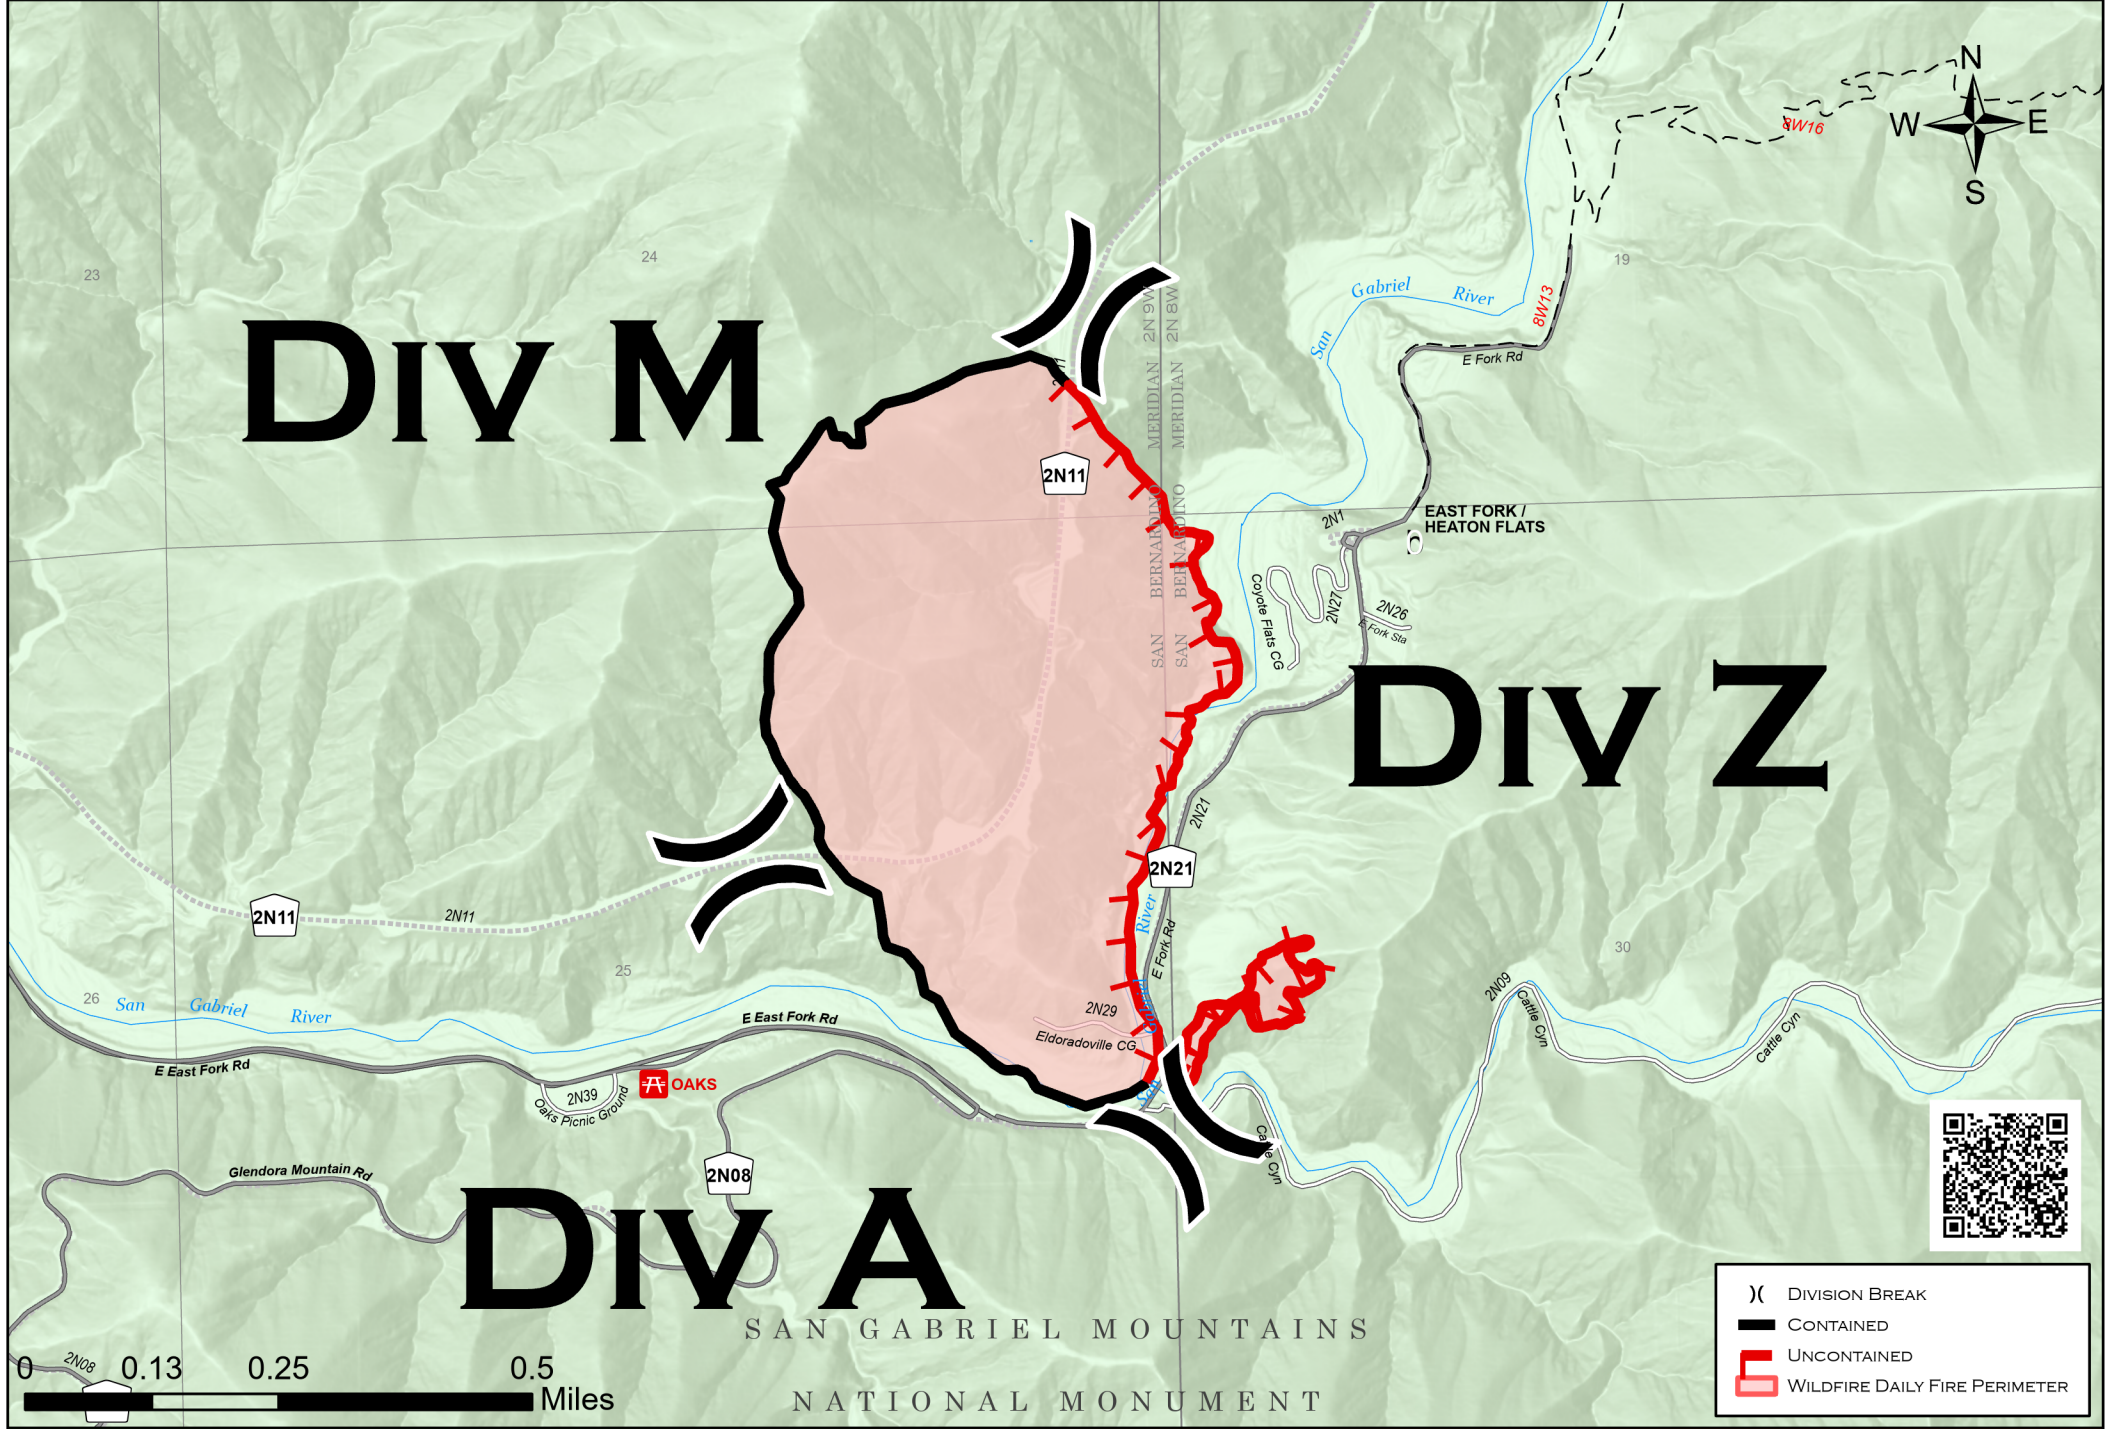 N
W
E
S
8W16
23
24
19
San
Gabriel
River
8W13
E Fork Rd
DIV M
2N 9W
2N 8W
MERIDIAN
MERIDIAN
2N11
2N11
BERNARDINO
BERNARDINO
SAN
SAN
EAST FORK /
HEATON FLATS
2N1
Coyote Flats CG
2N27
2N26
E Fork Sta
DIV Z
2N21
2N21
River
E Fork Rd
2N11
2N11
25
26
30
San
Gabriel
River
E East Fork Rd
E East Fork Rd
2N29
Eldoradoville CG
Gabriel
San
2N09
Cattle Cyn
Cattle Cyn
Cattle Cyn
OAKS
2N39
Oaks Picnic Ground
Glendora Mountain Rd
2N08
DIV A
SAN GABRIEL MOUNTAINS
NATIONAL MONUMENT
2N08
0
0.13
0.25
0.5
Miles
)( DIVISION BREAK
CONTAINED
UNCONTAINED
WILDFIRE DAILY FIRE PERIMETER